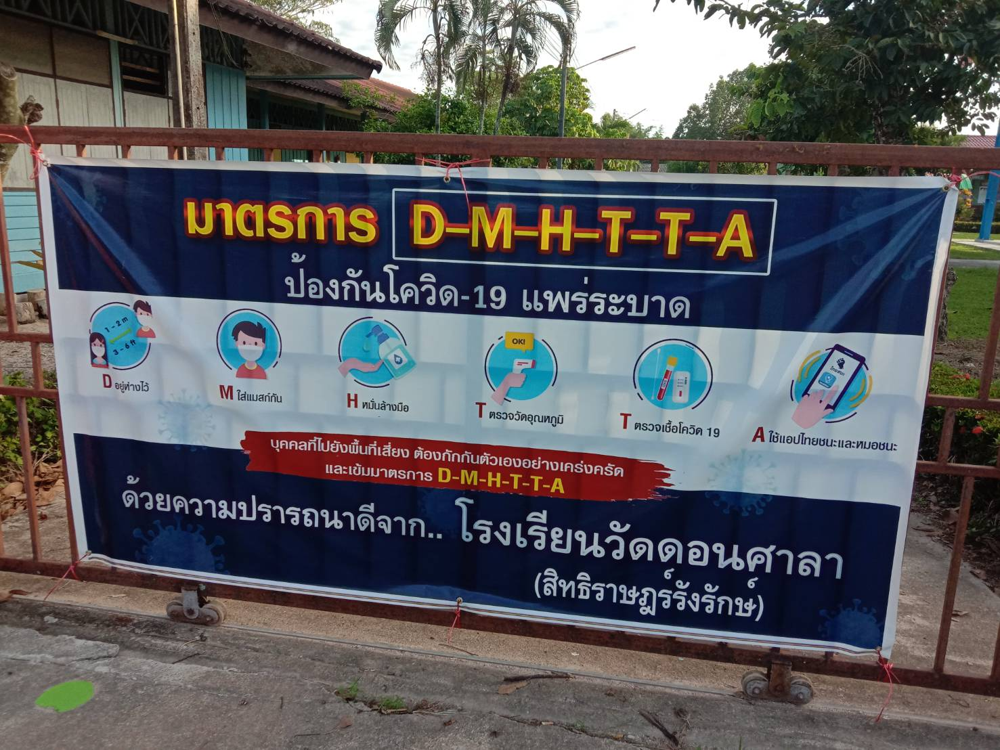 มาตรการ D-M-H-T-T-A
ป้องกันโควิด-19 แพร่ระบาด
1-2 m
3-6 ft
OK!
ไทยชนะ
D อยู่ห่างไว้
M ใส่แมสก์กัน
H หมั่นล้างมือ
T ตรวจวัดอุณหภูมิ
T ตรวจเชื้อโควิด 19
A ใช้แอปไทยชนะและหมอชนะ
บุคคลที่ไปยังพื้นที่เสี่ยง ต้องกักกันตัวเองอย่างเคร่งครัด
และเข้มมาตรการ D-M-H-T-T-A
ด้วยความปรารถนาดีจาก.. โรงเรียนวัดดอนศาลา
(สิทธิราษฎร์รังรักษ์)